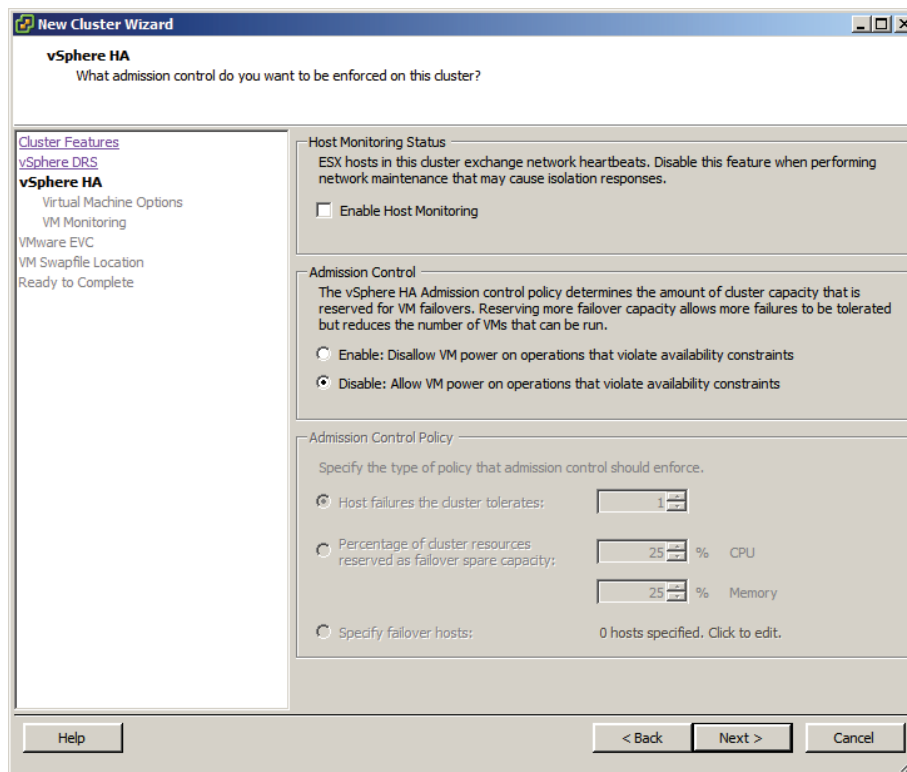 New Cluster Wizard
vSphere HA
What admission control do you want to be enforced on this cluster?
Cluster Features
vSphere DRS
vSphere HA
Virtual Machine Options
VM Monitoring
VMware EVC
VM Swapfile Location
Ready to Complete
Host Monitoring Status
ESX hosts in this cluster exchange network heartbeats. Disable this feature when performing
network maintenance that may cause isolation responses.
Enable Host Monitoring
Admission Control
The vSphere HA Admission control policy determines the amount of cluster capacity that is
reserved for VM failovers. Reserving more failover capacity allows more failures to be tolerated
but reduces the number of VMs that can be run.
Enable: Disallow VM power on operations that violate availability constraints
Disable: Allow VM power on operations that violate availability constraints
Admission Control Policy
Specify the type of policy that admission control should enforce.
Host failures the cluster tolerates: 1
Percentage of cluster resources
reserved as failover spare capacity: 25 % CPU
25 % Memory
Specify failover hosts: 0 hosts specified. Click to edit.
Help < Back Next > Cancel